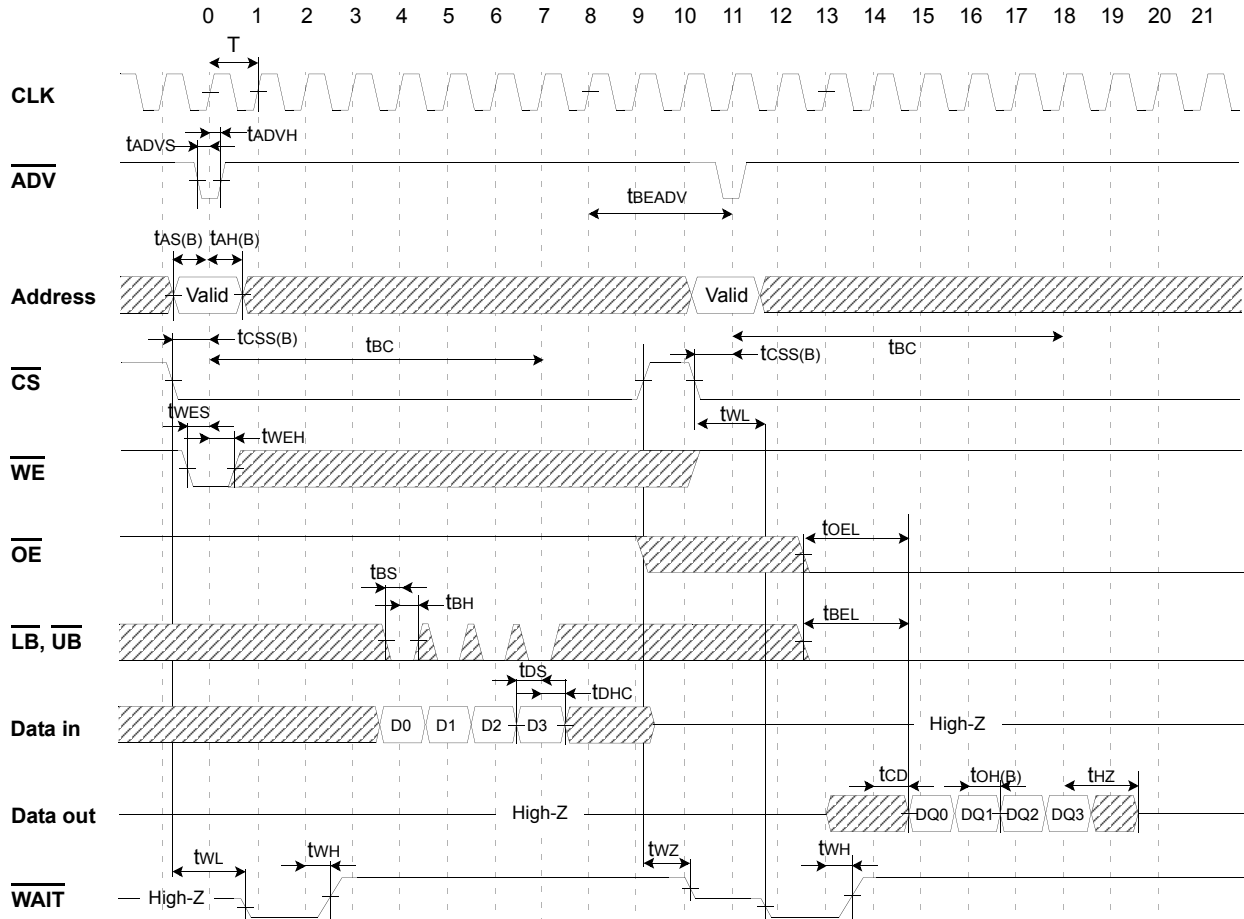 0 1 2 3 4 5 6 7 8 9 10 11 12 13 14 15 16 17 18 19 20 21
T
CLK
tADVH
tADVS
ADV
tBEADV
tAS(B) tAH(B)
Address Valid Valid
tCSS(B) tBC tCSS(B) tBC
CS
tWES tWL
tWEH
WE
tOEL
OE
tBS
tBH tBEL
LB, UB
tDS
tDHC
Data in D0 D1 D2 D3 High-Z
tCD tOH(B) tHZ
Data out High-Z DQ0 DQ1 DQ2 DQ3
tWL tWH tWZ tWH
WAIT High-Z